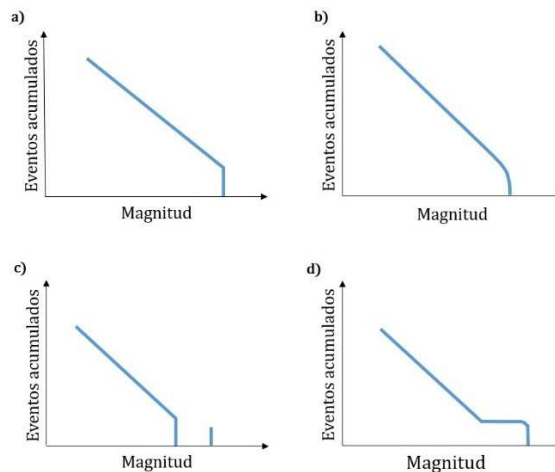 a)
Eventos acumulados
Magnitud
b)
Eventos acumulados
Magnitud
c)
Eventos acumulados
Magnitud
d)
Eventos acumulados
Magnitud